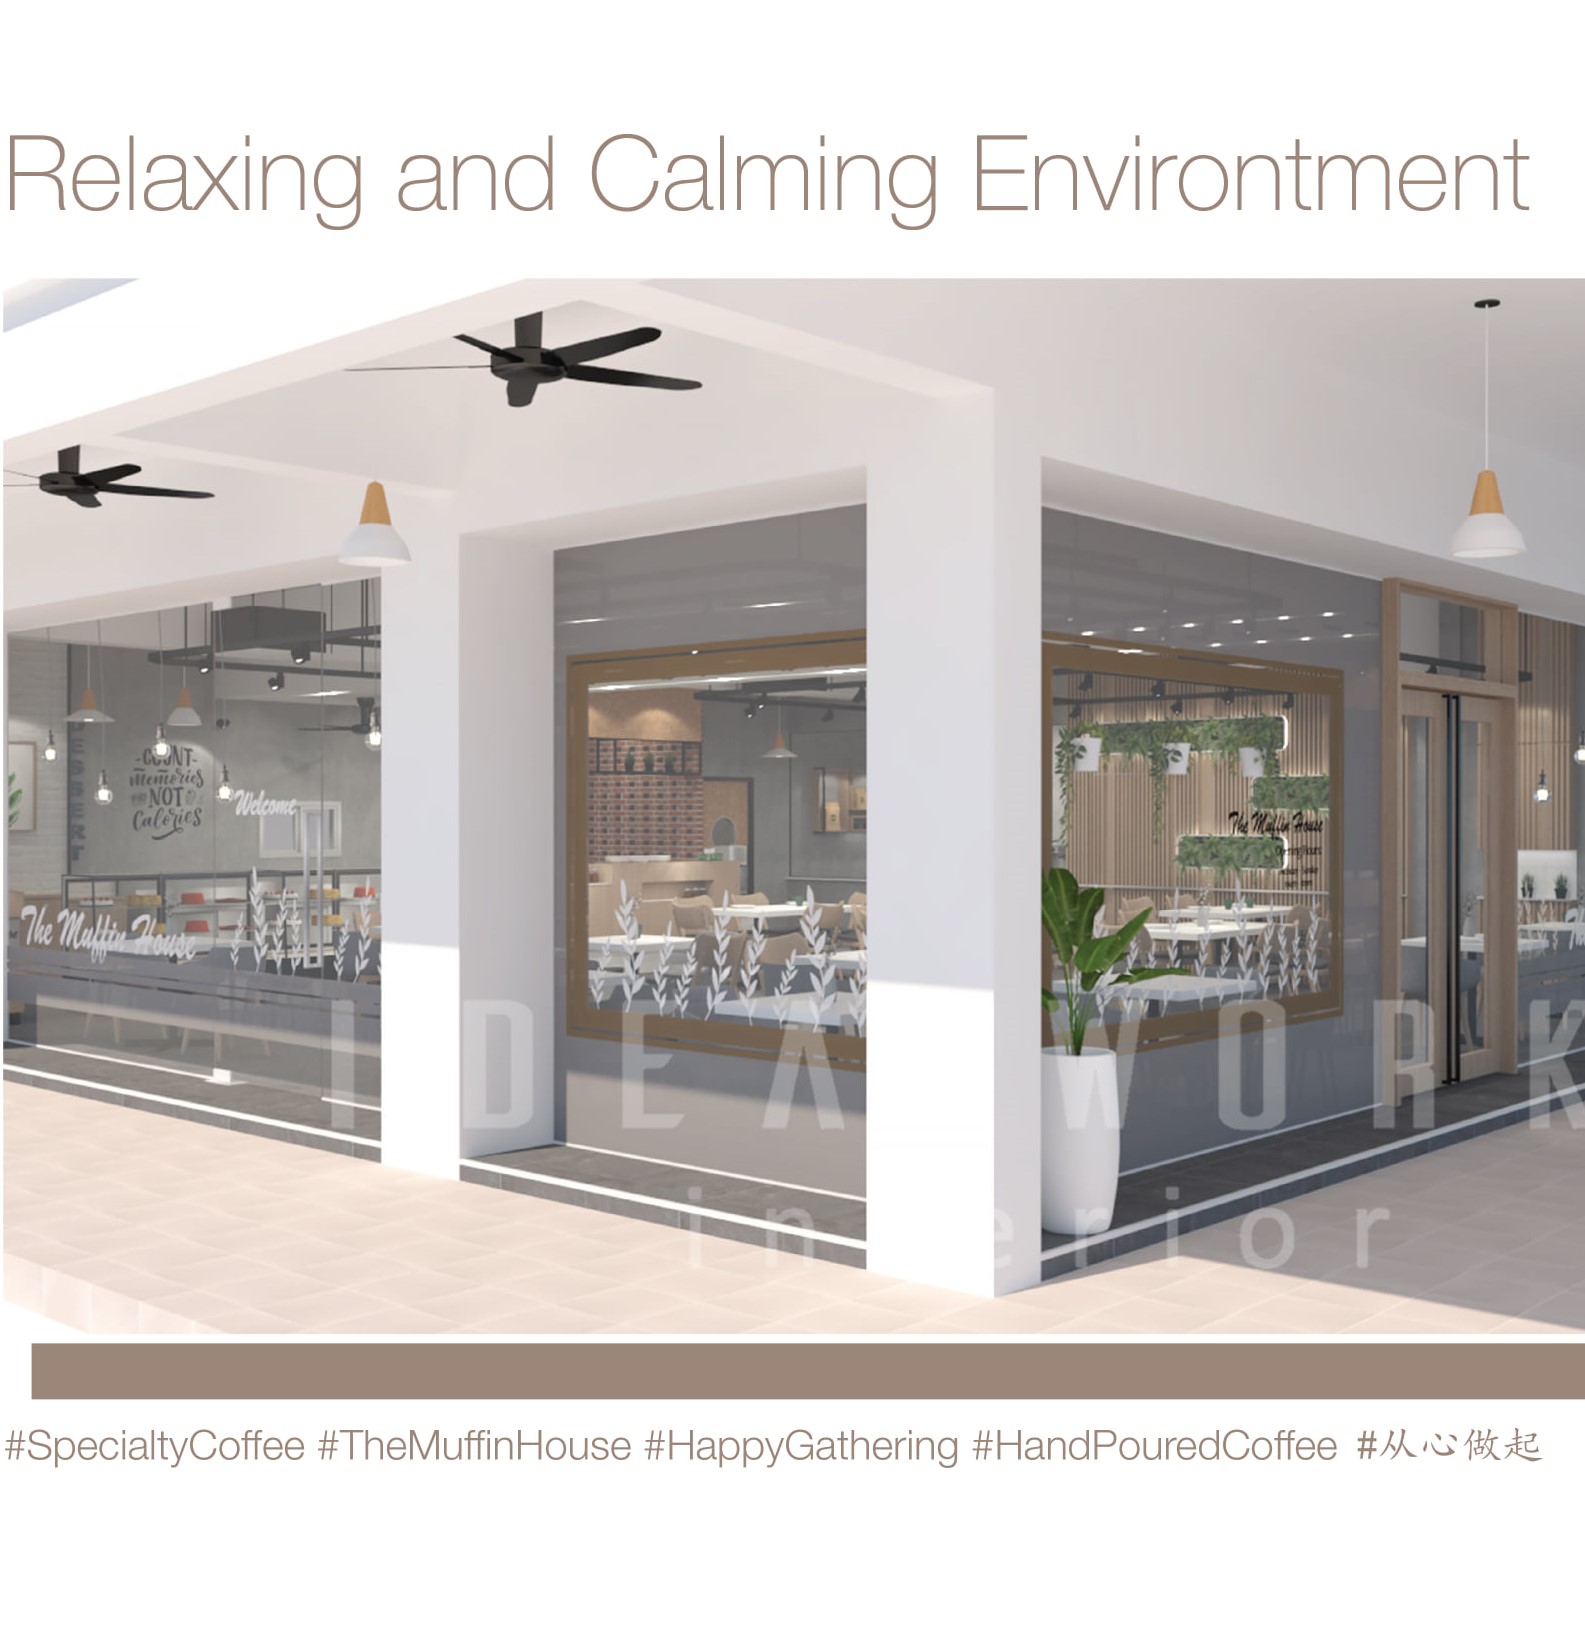 Relaxing and Calming Environtment
COUNT
memories
NOT
Calories
Welcome
DESSERT
The Muffin House
The Muffin House
IDEA WORK
interior
#SpecialtyCoffee #TheMuffinHouse #HappyGathering #HandPouredCoffee #从心做起